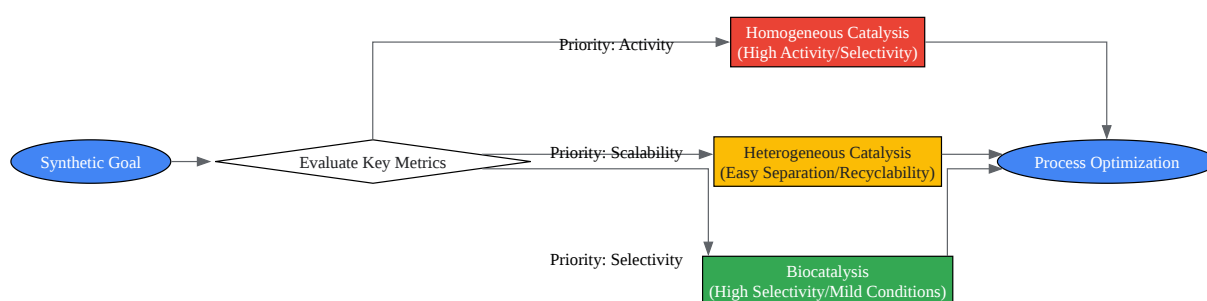 Synthetic Goal
Evaluate Key Metrics
Priority: Activity
Homogeneous Catalysis
(High Activity/Selectivity)
Priority: Scalability
Heterogeneous Catalysis
(Easy Separation/Recyclability)
Priority: Selectivity
Biocatalysis
(High Selectivity/Mild Conditions)
Process Optimization